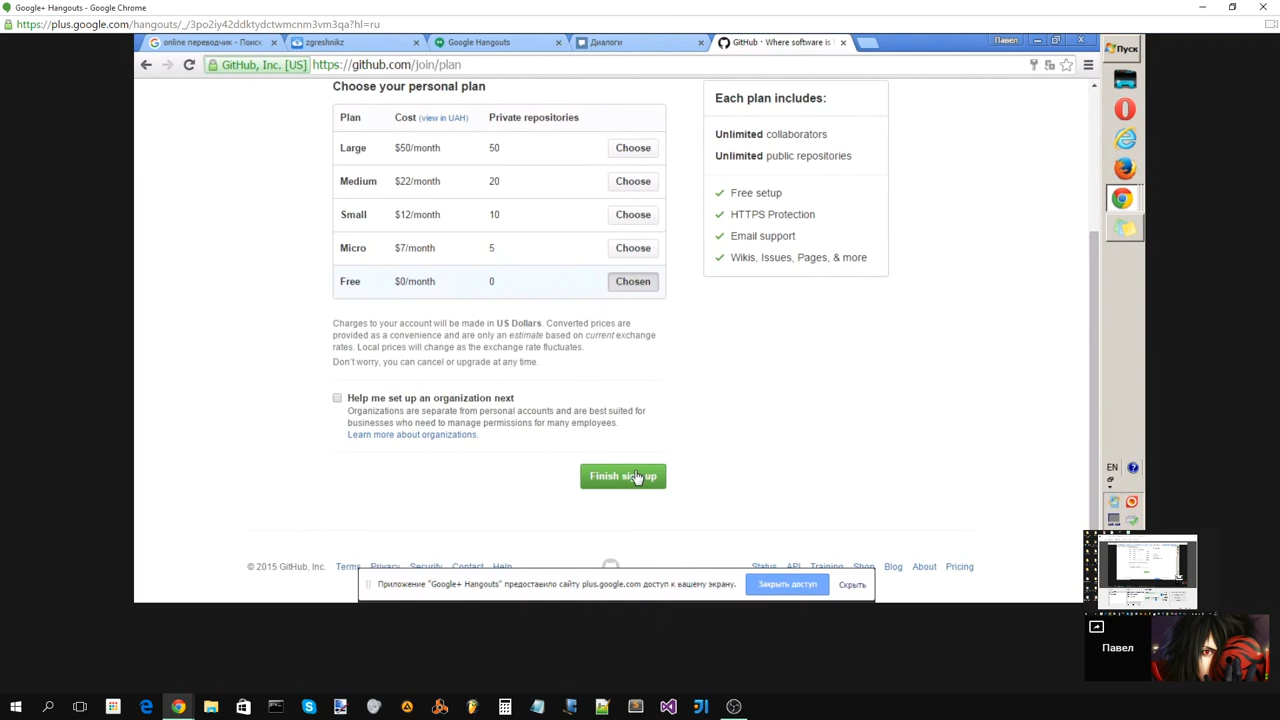 Google+ Hangouts - Google Chrome
https://plus.google.com/hangouts/_/3po2iy42ddktydctwmcnm3vm3qa?hl=ru
online переводчик - Поиск
zgreshnikz
Google Hangouts
Диалоги
GitHub · Where software is
Павел
Пуск
GitHub, Inc. [US]
https://github.com/join/plan
Choose your personal plan
Plan Cost (view in UAH) Private repositories
Large $50/month 50 Choose
Medium $22/month 20 Choose
Small $12/month 10 Choose
Micro $7/month 5 Choose
Free $0/month 0 Chosen
Each plan includes:
Unlimited collaborators
Unlimited public repositories
Free setup
HTTPS Protection
Email support
Wikis, Issues, Pages, & more
Charges to your account will be made in US Dollars. Converted prices are
provided as a convenience and are only an estimate based on current exchange
rates. Local prices will change as the exchange rate fluctuates.
Don't worry, you can cancel or upgrade at any time.
Help me set up an organization next
Organizations are separate from personal accounts and are best suited for
businesses who need to manage permissions for many employees.
Learn more about organizations.
Finish sign up
EN
© 2015 GitHub, Inc. Terms Privacy Security Contact Help
Status API Training Shop Blog About Pricing
Приложение "Google+ Hangouts" предоставило сайту plus.google.com доступ к вашему экрану.
Закрыть доступ
Скрыть
Павел